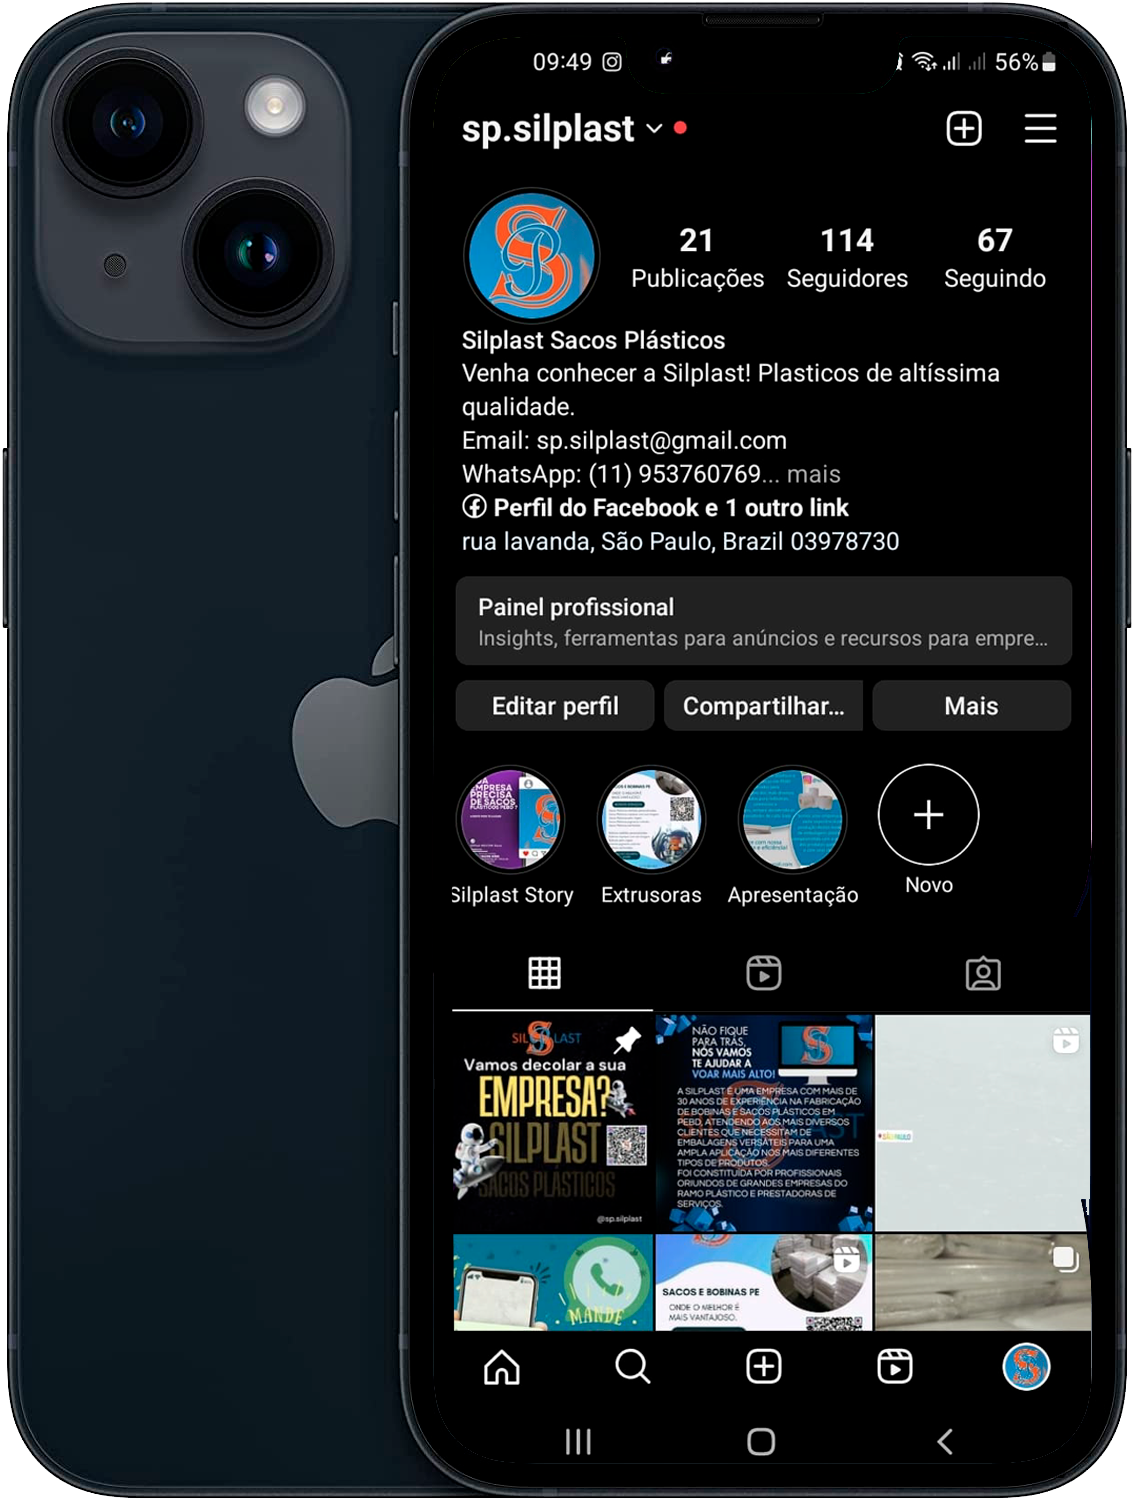 09:49
56%
sp.silplast
21
114
67
Publicações
Seguidores
Seguindo
Silplast Sacos Plásticos
Venha conhecer a Silplast! Plasticos de altíssima
qualidade.
Email: sp.silplast@gmail.com
WhatsApp: (11) 953760769... mais
Perfil do Facebook e 1 outro link
rua lavanda, São Paulo, Brazil 03978730
Painel profissional
Insights, ferramentas para anúncios e recursos para empre...
Editar perfil
Compartilhar...
Mais
EMPRESA
PRECISA
DE SACOS
Silplast Story
Extrusoras
Apresentação
Novo
Vamos decolar a sua
EMPRESA?
SILPLAST
SACOS PLÁSTICOS
@sp.silplast
NÃO FIQUE
PARA TRÁS,
NÓS VAMOS
TE AJUDAR A
VOAR MAIS ALTO!
A SILPLAST É UMA EMPRESA COM MAIS DE
30 ANOS DE EXPERIÊNCIA NA FABRICAÇÃO
DE BOBINAS E SACOS PLÁSTICOS EM
PEBD, ATENDENDO AOS MAIS DIVERSOS
CLIENTES QUE NECESSITAM DE
EMBALAGENS VERSÁTEIS PARA UMA
AMPLA APLICAÇÃO NOS MAIS DIFERENTES
TIPOS DE PRODUTOS.
FOI CONSTITUÍDA POR PROFISSIONAIS
ORIUNDOS DE GRANDES EMPRESAS DO
RAMO PLÁSTICO E PRESTADORAS DE
SERVIÇOS.
SÃO PAULO
MANDE
SACOS E BOBINAS PE
ONDE O MELHOR É
MAIS VANTAJOSO.